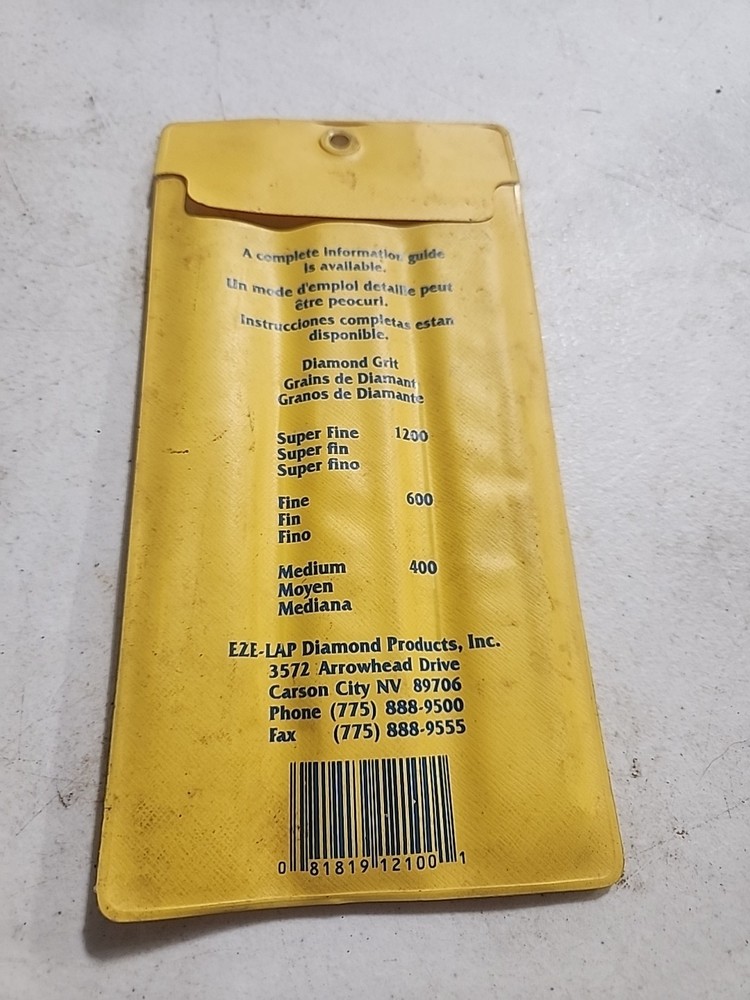 A complete information guide
is available.
Un mode d'emploi detaille peut
être peocuri.
Instrucciones completas estan
disponible.
Diamond Grit
Grains de Diamant
Granos de Diamante
Super Fine 1200
Super fin
Super fino
Fine 600
Fin
Fino
Medium 400
Moyen
Mediana
EZE-LAP Diamond Products, Inc.
3572 Arrowhead Drive
Carson City NV 89706
Phone (775) 888-9500
Fax (775) 888-9555
0 81819 12100 1